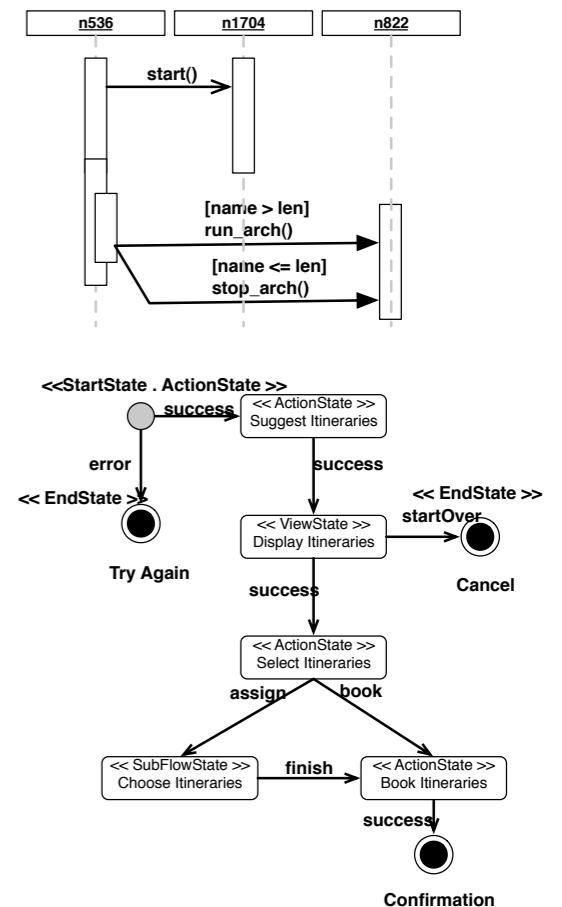 n536 n1704 n822
start()
[name > len]
run_arch()
[name <= len]
stop_arch()
<<StartState . ActionState >>
success
<< ActionState >>
Suggest Itineraries
error
success
<< EndState >>
<< EndState >>
startOver
<< ViewState >>
Display Itineraries
Try Again
Cancel
success
<< ActionState >>
Select Itineraries
assign
book
<< SubFlowState >>
Choose Itineraries
finish
<< ActionState >>
Book Itineraries
success
Confirmation